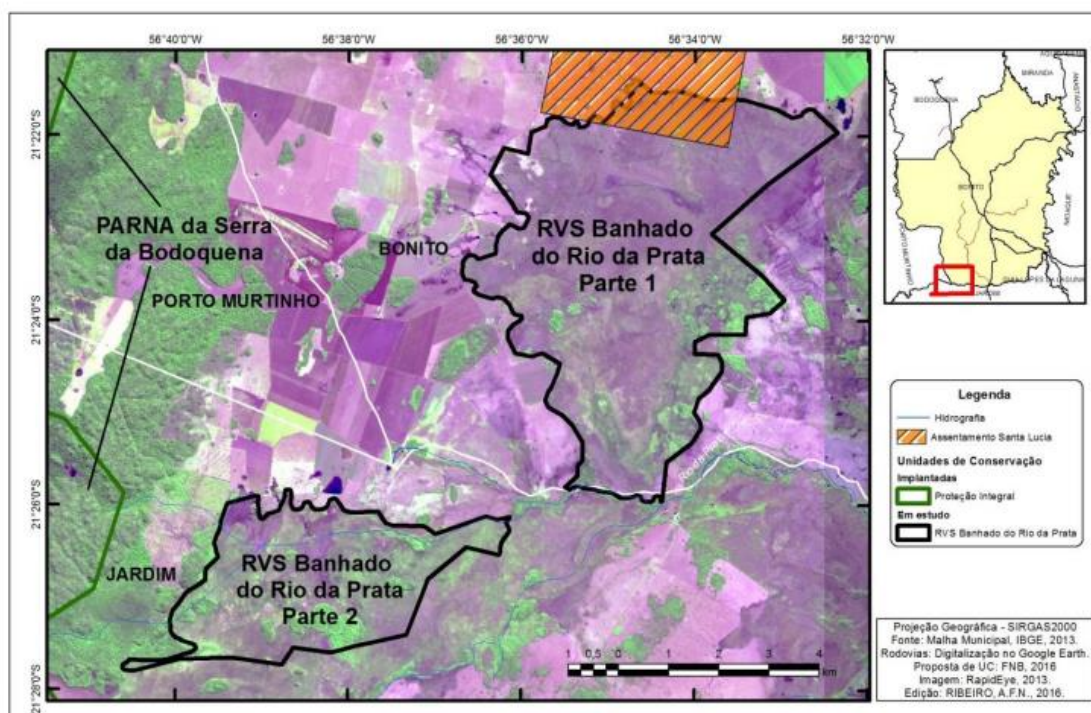 56°40'0"W
56°38'0"W
56°36'0"W
56°34'0"W
56°32'0"W
21°22'0"S
21°24'0"S
21°26'0"S
21°28'0"S
PARNA da Serra
da Bodoquena
PORTO MURTINHO
BONITO
RVS Banhado
do Rio da Prata
Parte 1
JARDIM
RVS Banhado
do Rio da Prata
Parte 2
1 0,5 0 1 2 3 4
km
MIRANDA
BODOQUENA
BONITO
Legenda
Hidrografia
Assentamento Santa Lucia
Unidades de Conservação
Implantadas
Proteção Integral
Em estudo
RVS Banhado do Rio da Prata
Projeção Geográfica - SIRGAS2000
Fonte: Malha Municipal, IBGE, 2013.
Rodovias: Digitalização no Google Earth.
Proposta de UC: FNB, 2016
Imagem: RapidEye, 2013.
Edição: RIBEIRO, A.F.N., 2016.